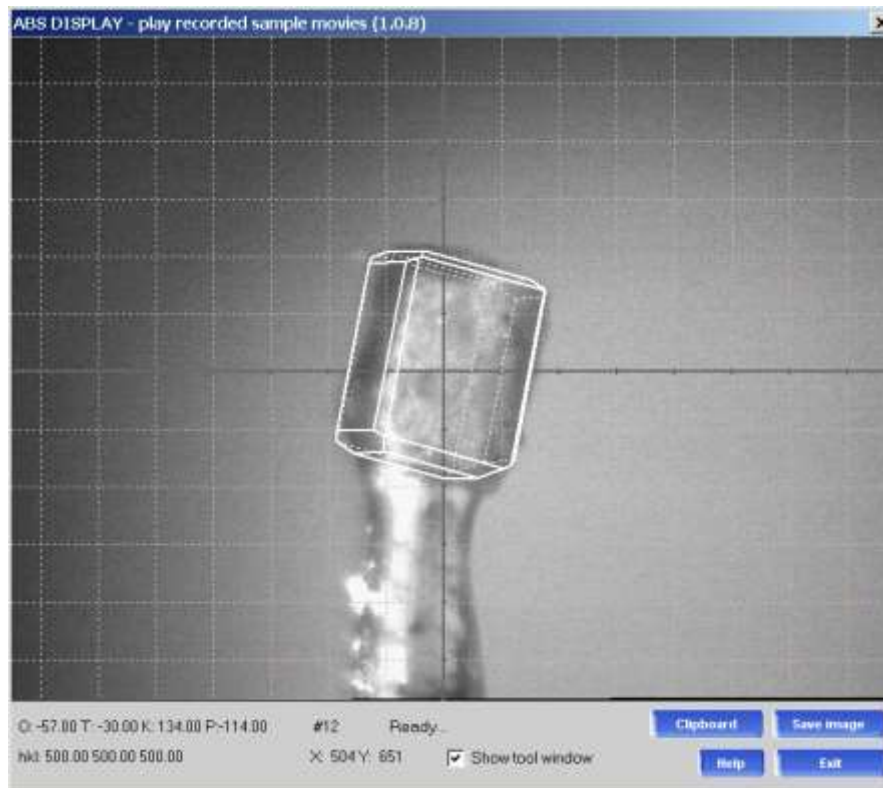 ABS DISPLAY - play recorded sample movies (1.0.8)
O: -57.00 T: -30.00 K: 134.00 P:-114.00 #12 Ready... Clipboard Save image
hkl: 500.00 500.00 500.00 X: 504 Y: 651 Show tool window Help Exit